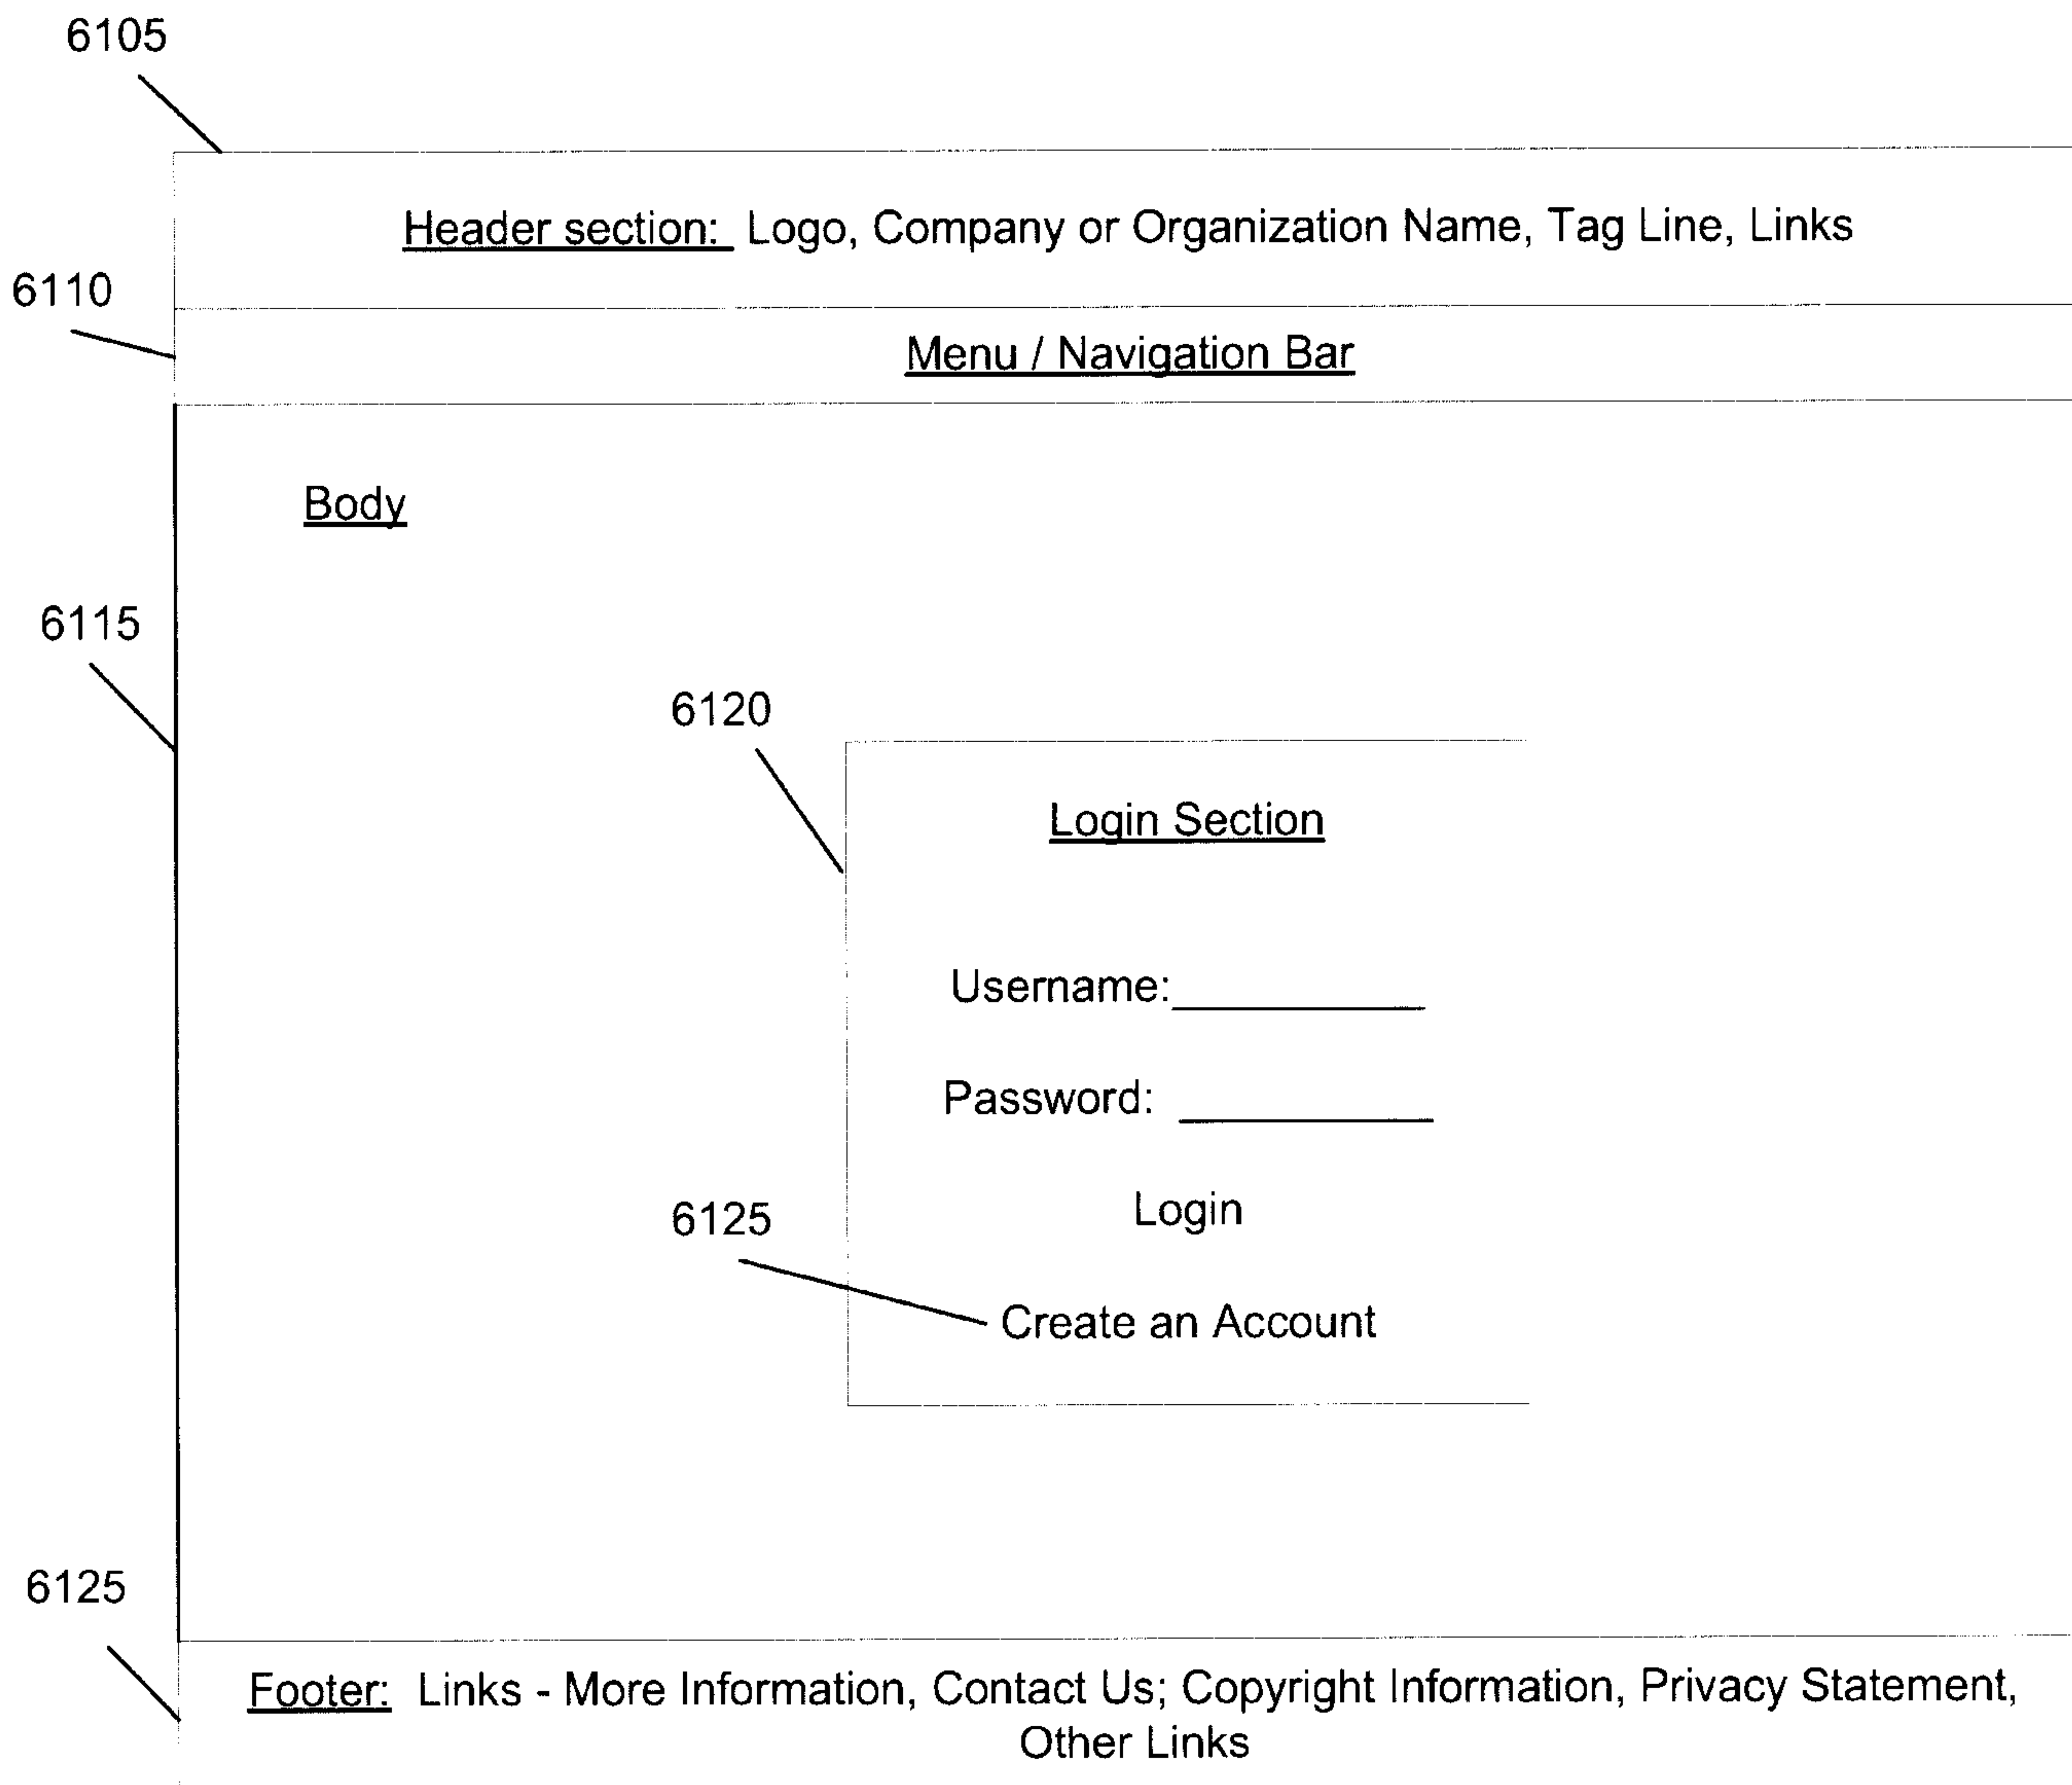 6105
Header section: Logo, Company or Organization Name, Tag Line, Links
6110
Menu / Navigation Bar
Body
6115
6120
Login Section
Username:
Password:
Login
6125
Create an Account
6125
Footer: Links - More Information, Contact Us; Copyright Information, Privacy Statement,
Other Links